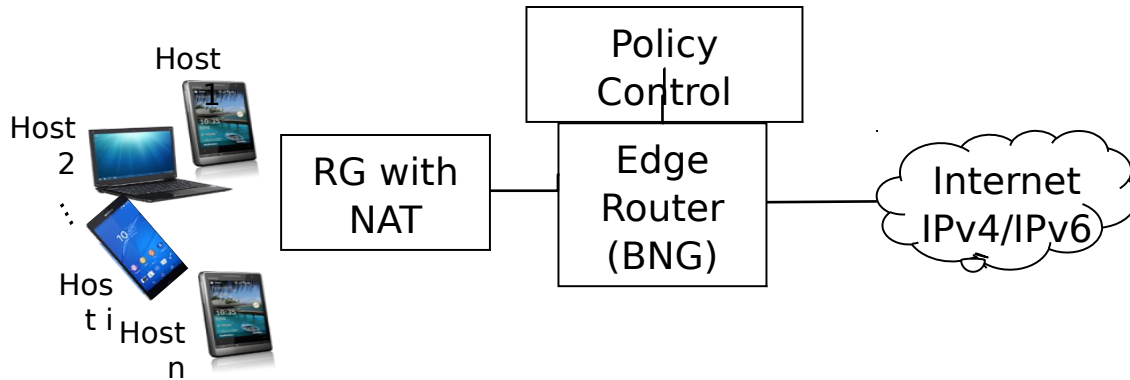 Host
1
Host
2
...
Hos
t i
Host
n
RG with
NAT
Policy
Control
Edge
Router
(BNG)
Internet
IPv4/IPv6